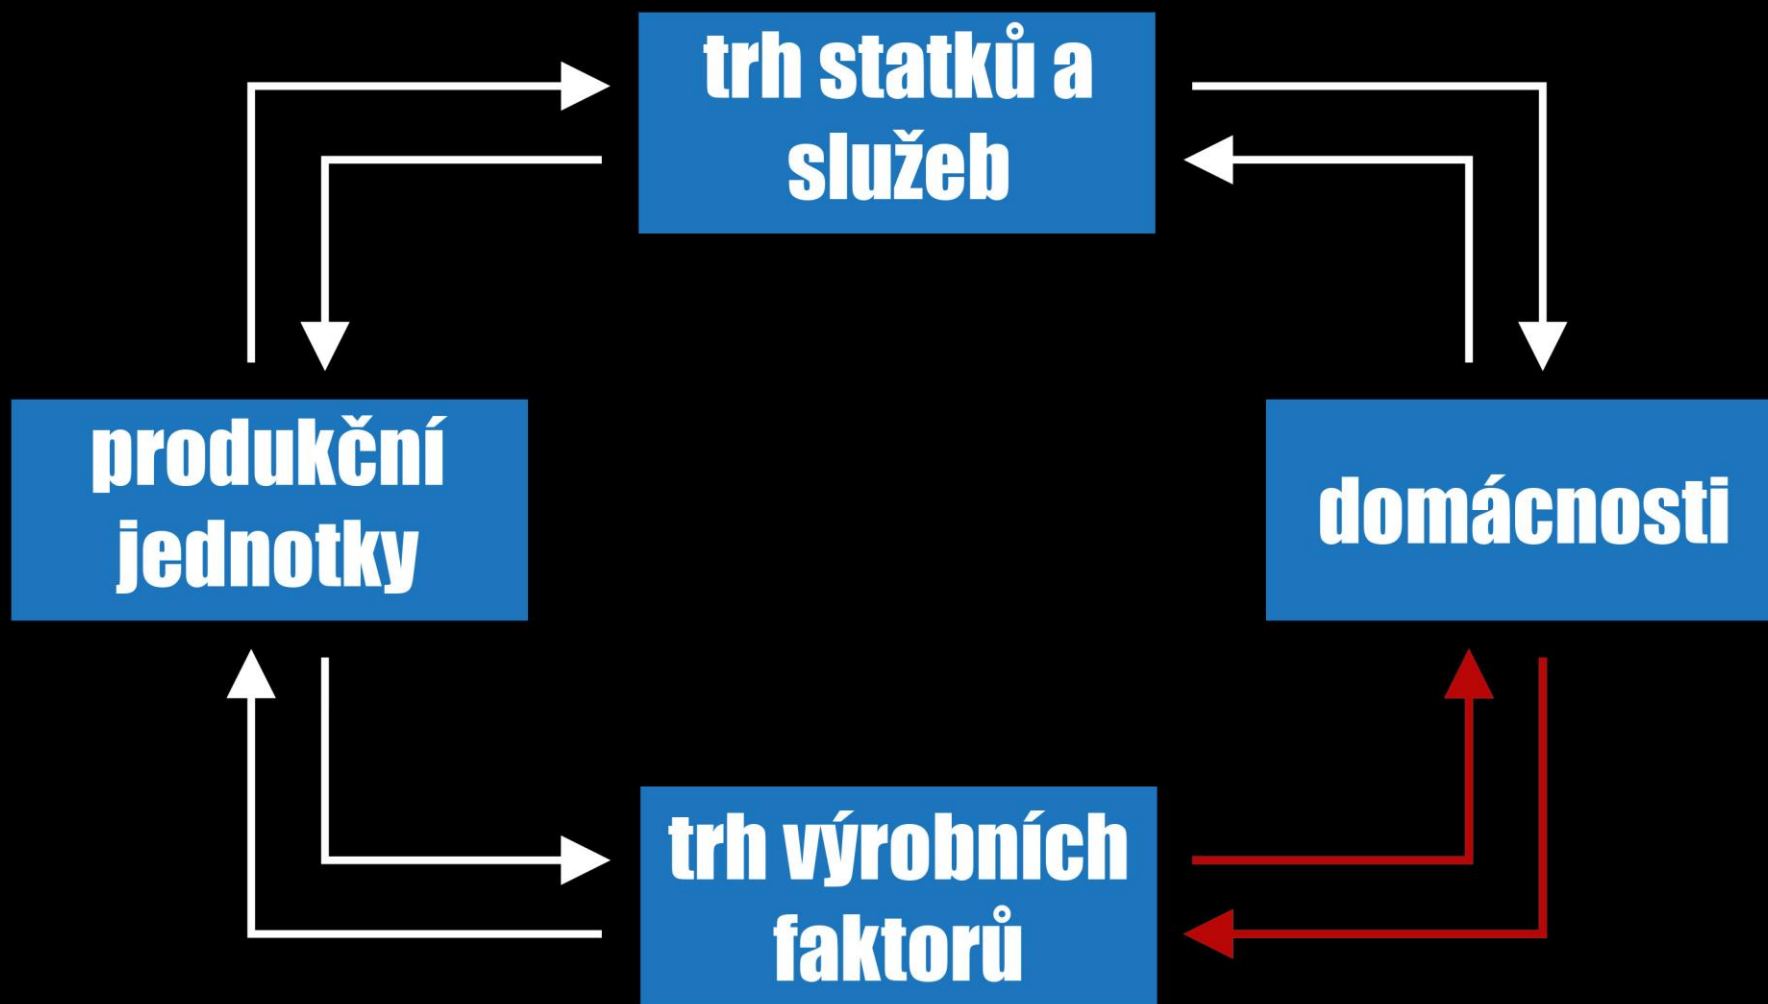 trh statků a
služeb
produkční
jednotky
domácnosti
trh výrobních
faktorů